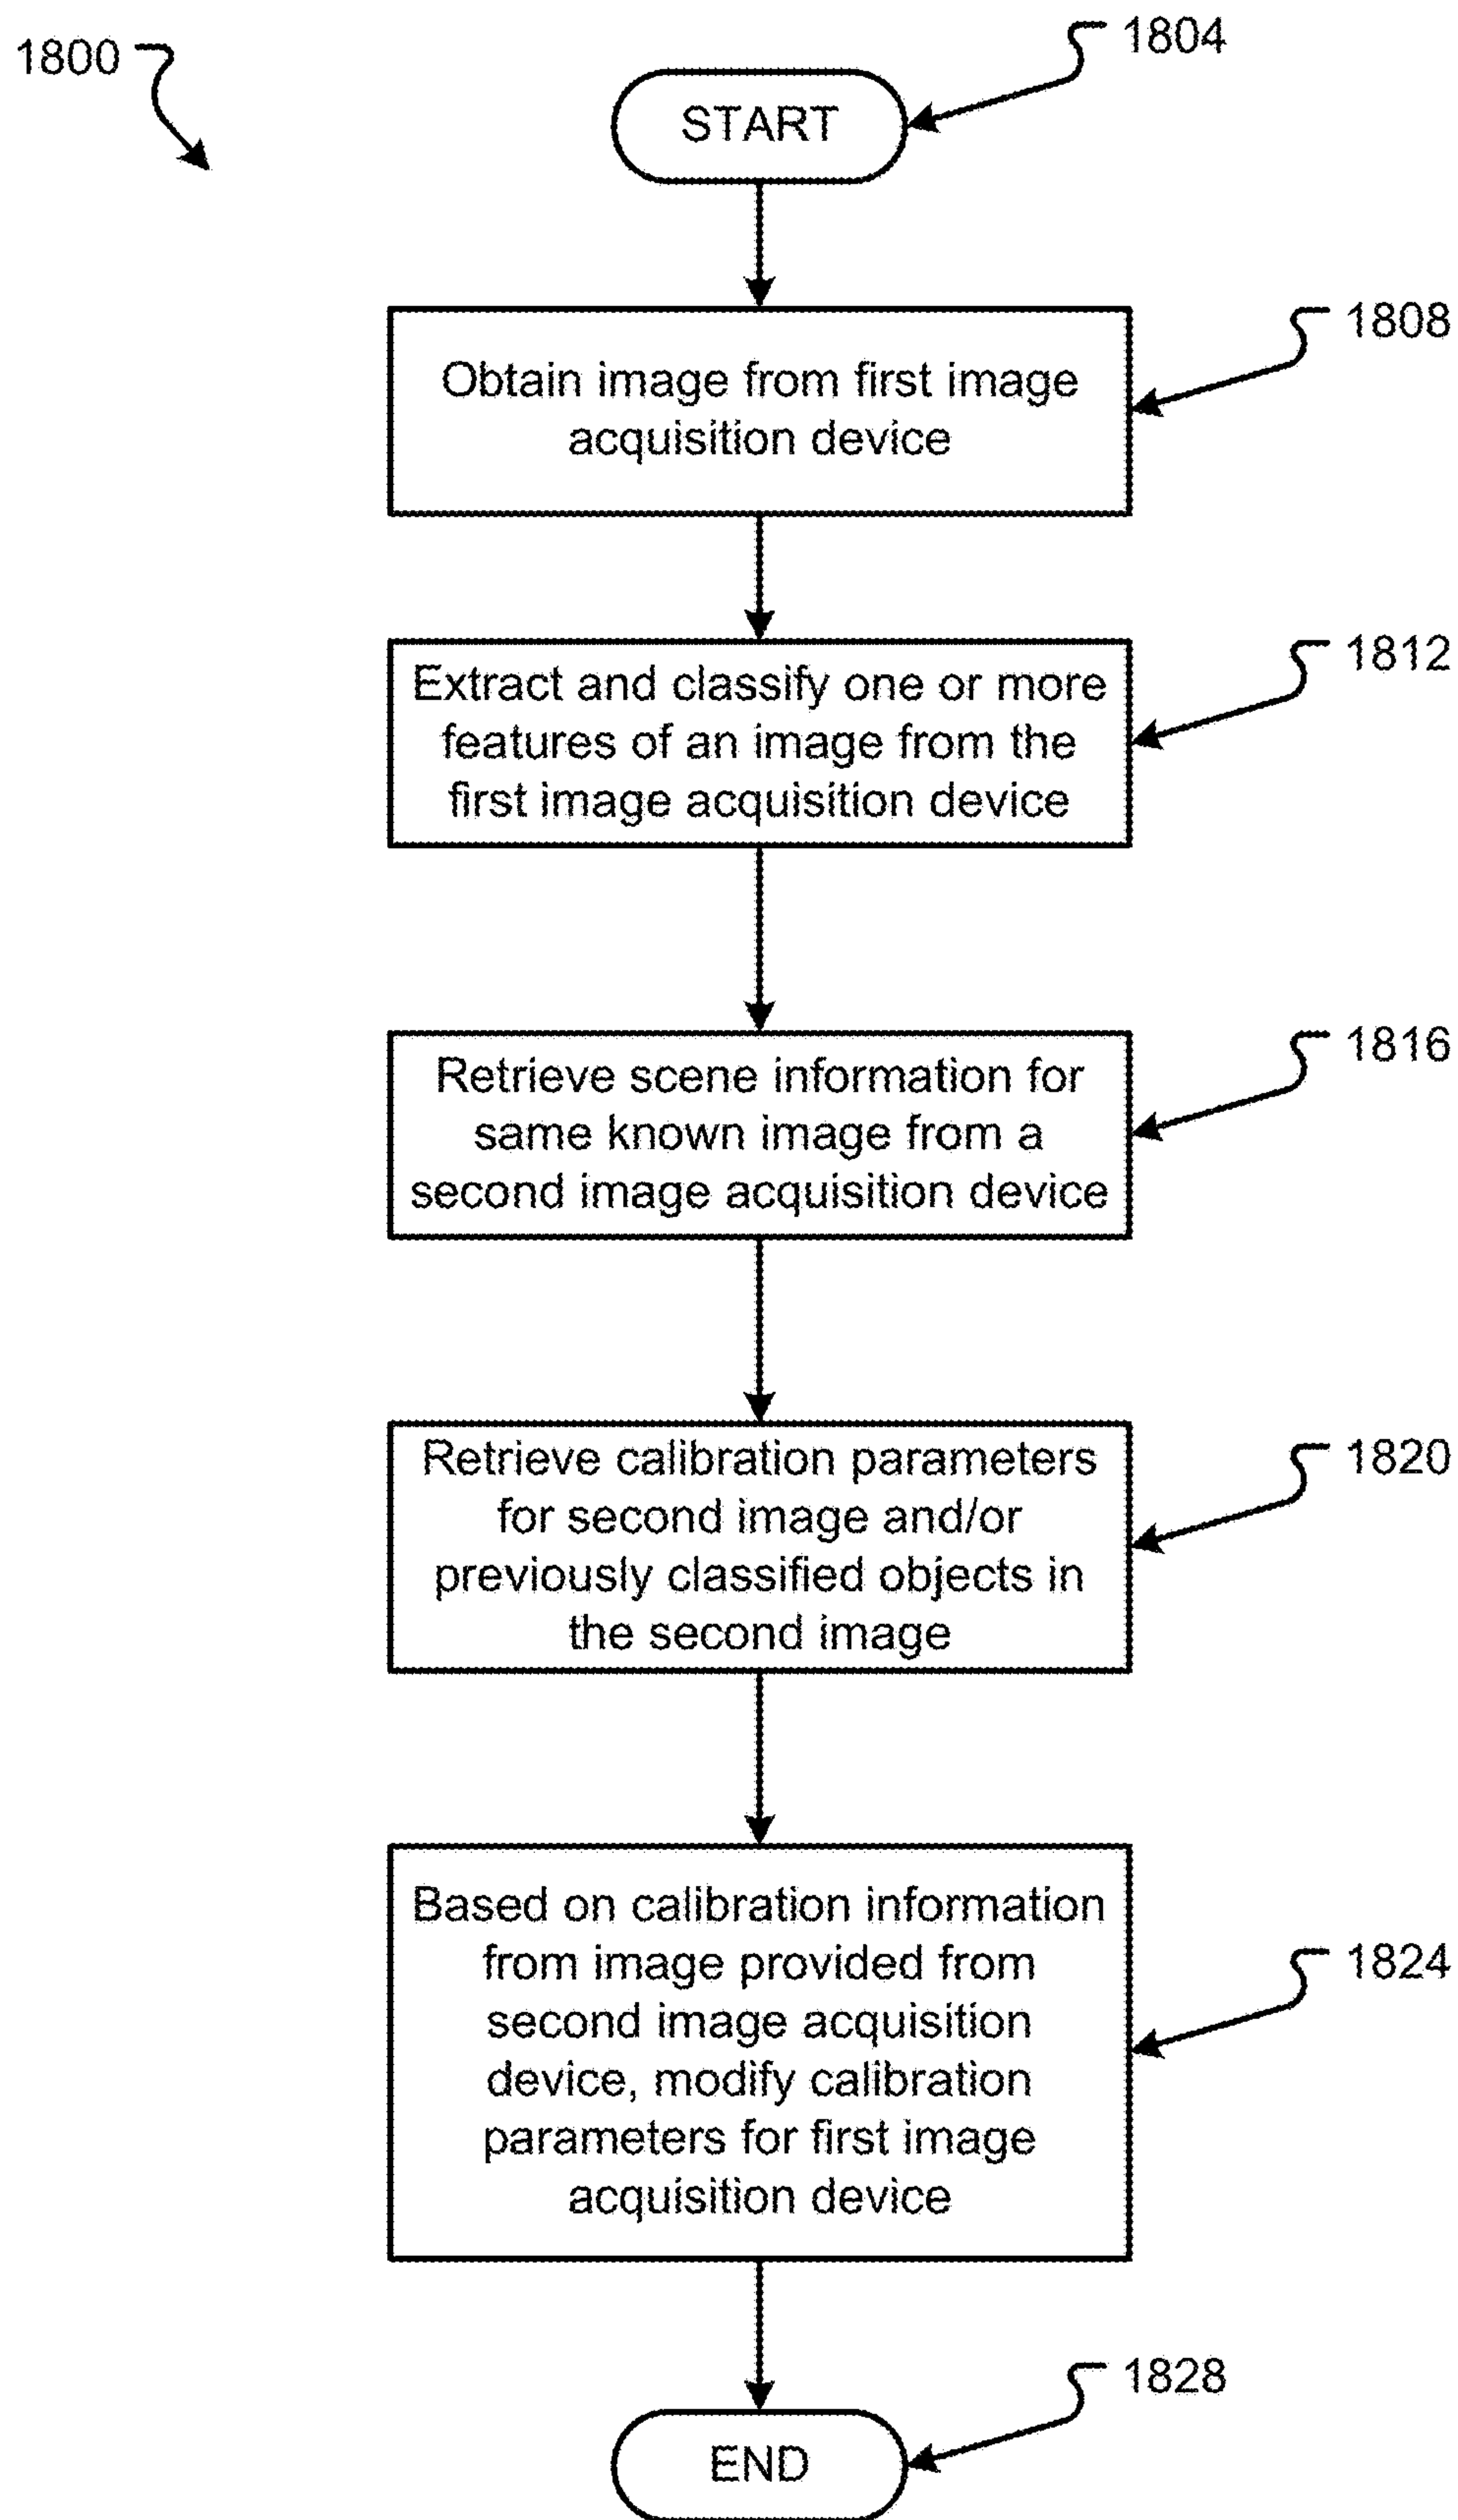 1800
1804
START
1808
Obtain image from first image
acquisition device
1812
Extract and classify one or more
features of an image from the
first image acquisition device
1816
Retrieve scene information for
same known image from a
second image acquisition device
1820
Retrieve calibration parameters
for second image and/or
previously classified objects in
the second image
1824
Based on calibration information
from image provided from
second image acquisition
device, modify calibration
parameters for first image
acquisition device
1828
END